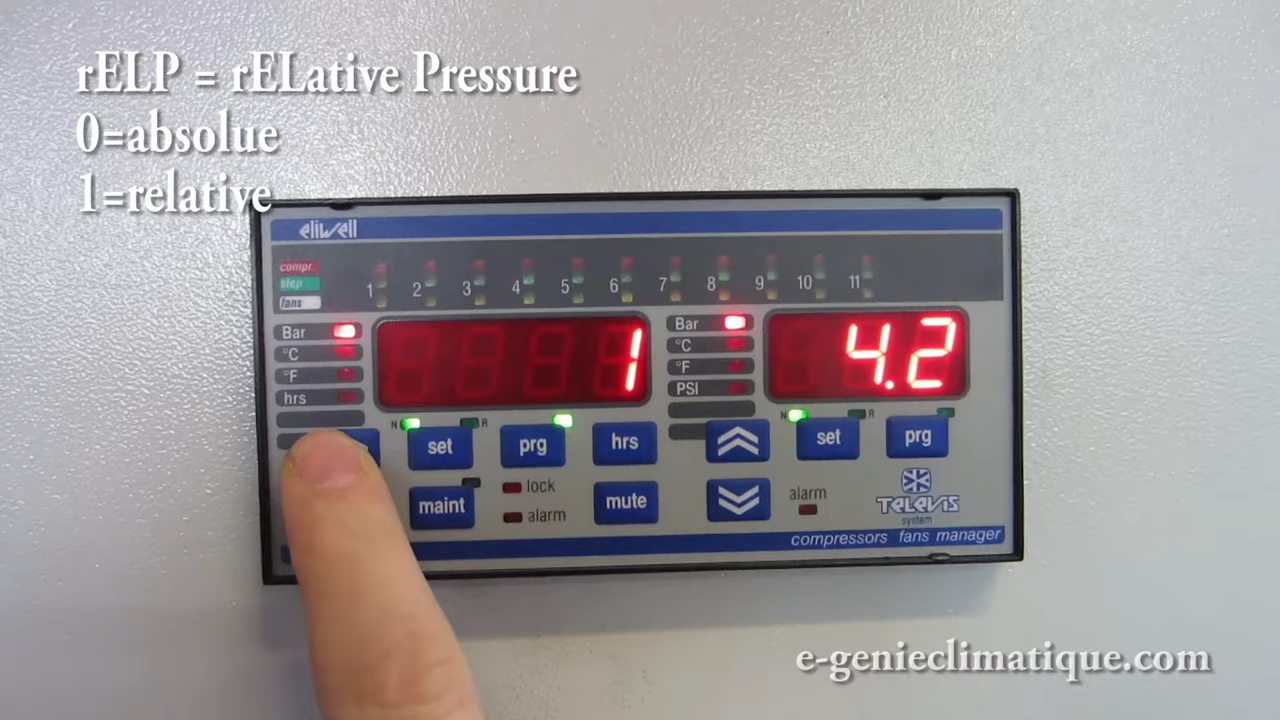 rELP = rELative Pressure
0=absolue
1=relative
eliwell
compr.
step
fans
1 2 3 4 5 6 7 8 9 10 11
Bar
°C
°F
hrs
1
Bar
°C
°F
PSI
4.2
N R
set
prg
hrs
N R
set
prg
maint
lock
alarm
mute
alarm
TELEVIS
system
compressors fans manager
e-genieclimatique.com